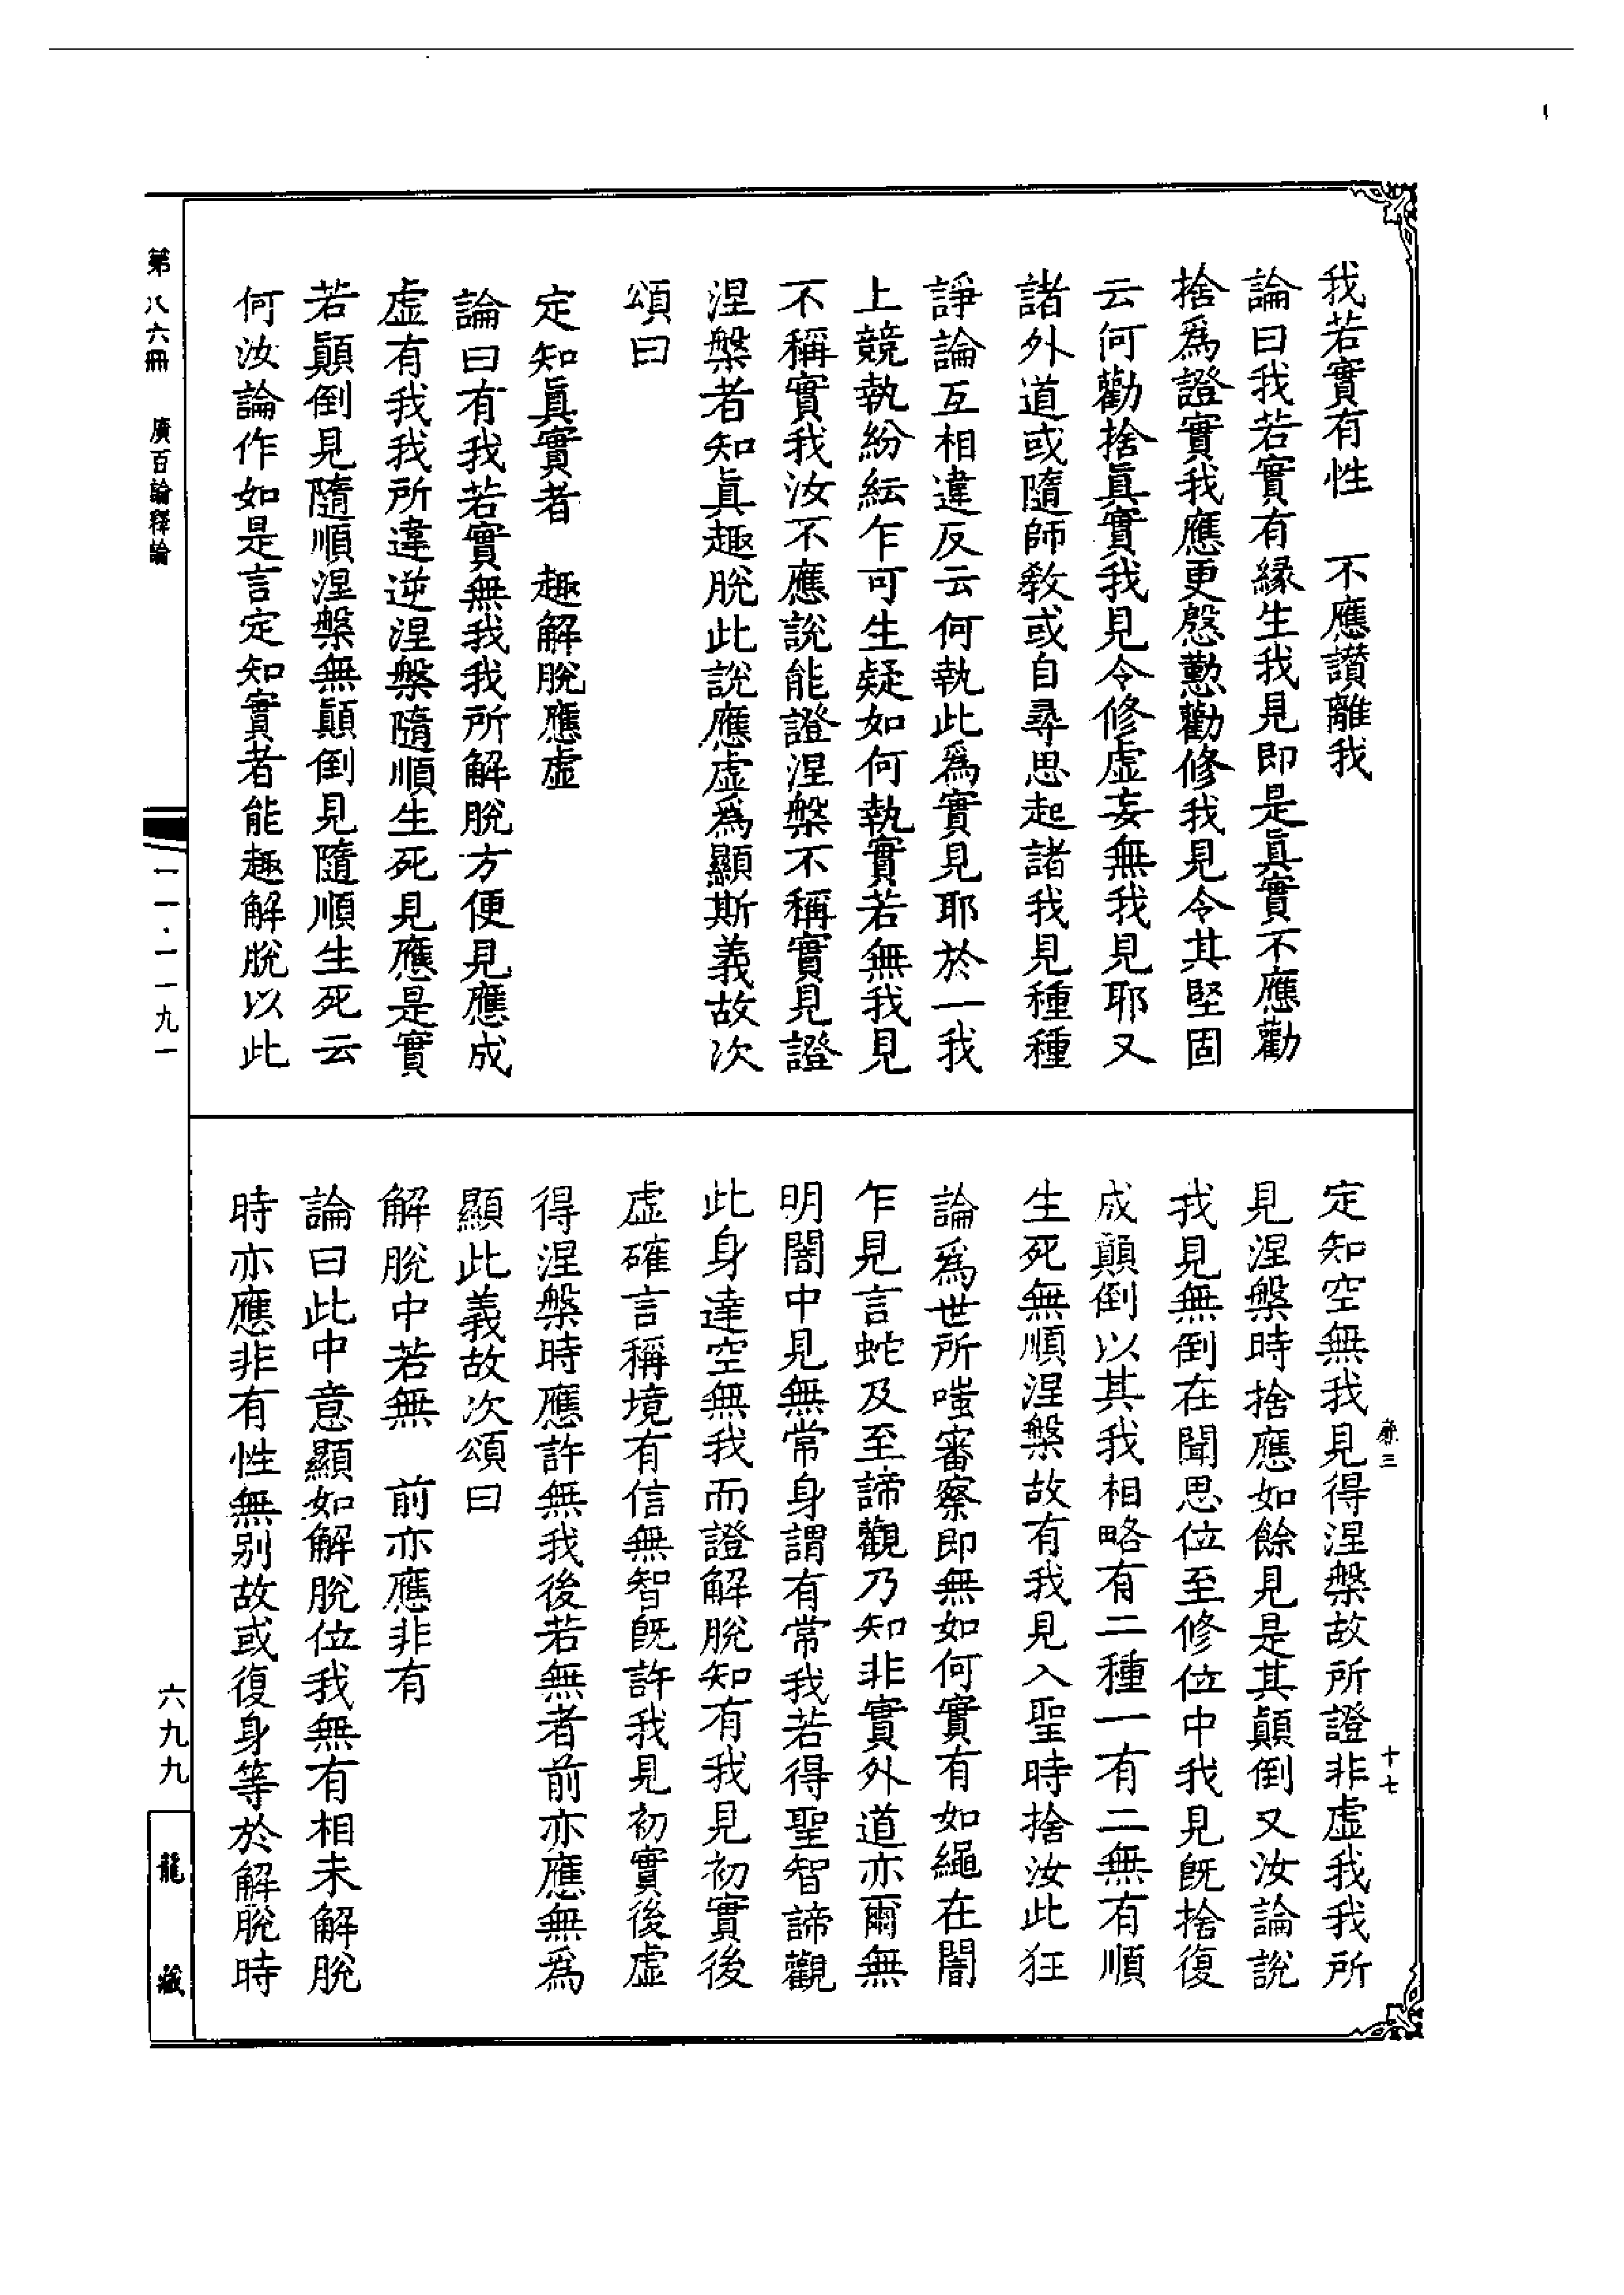 我若實有性　不應讚離我
論曰我若實有緣生我見即是眞實不應勸
捨爲證實我應更慇懃勸修我見令其堅固
云何勸捨眞實我見令修虛妄無我見耶又
諸外道或隨師敎或自尋思起諸我見種種
諍論互相違反云何執此爲實見耶於一我
上競執紛紜乍可生疑如何執實若無我見
不稱實我汝不應說能證涅槃不稱實見證
涅槃者知眞趣脫此說應虛爲顯斯義故次
頌曰
定知眞實者　趣解脫應虛
論曰有我若實無我我所解脫方便見應成
虛有我我所違逆涅槃隨順生死見應是實
若顚倒見隨順涅槃無顚倒見隨順生死云
何汝論作如是言定知實者能趣解脫以此
定知空無我見得涅槃故所證非虛我我所
見涅槃時捨應如餘見是其顚倒又汝論說
我見無倒在聞思位至修位中我見旣捨復
成顚倒以其我相略有二種一有二無有順
生死無順涅槃故有我見入聖時捨汝此狂
論爲世所嗤審察即無如何實有如繩在闇
乍見言蛇及至諦觀乃知非實外道亦爾無
明闇中見無常身謂有常我若得聖智諦觀
此身達空無我而證解脫知有我見初實後
虛確言稱境有信無智旣許我見初實後虛
得涅槃時應許無我後若無者前亦應無爲
顯此義故次頌曰
解脫中若無　前亦應非有
論曰此中意顯如解脫位我無有相未解脫
時亦應非有性無别故或復身等於解脫時
卷三
十七
第八六冊　廣百論釋論
一一·一一九一
六九九
龍藏